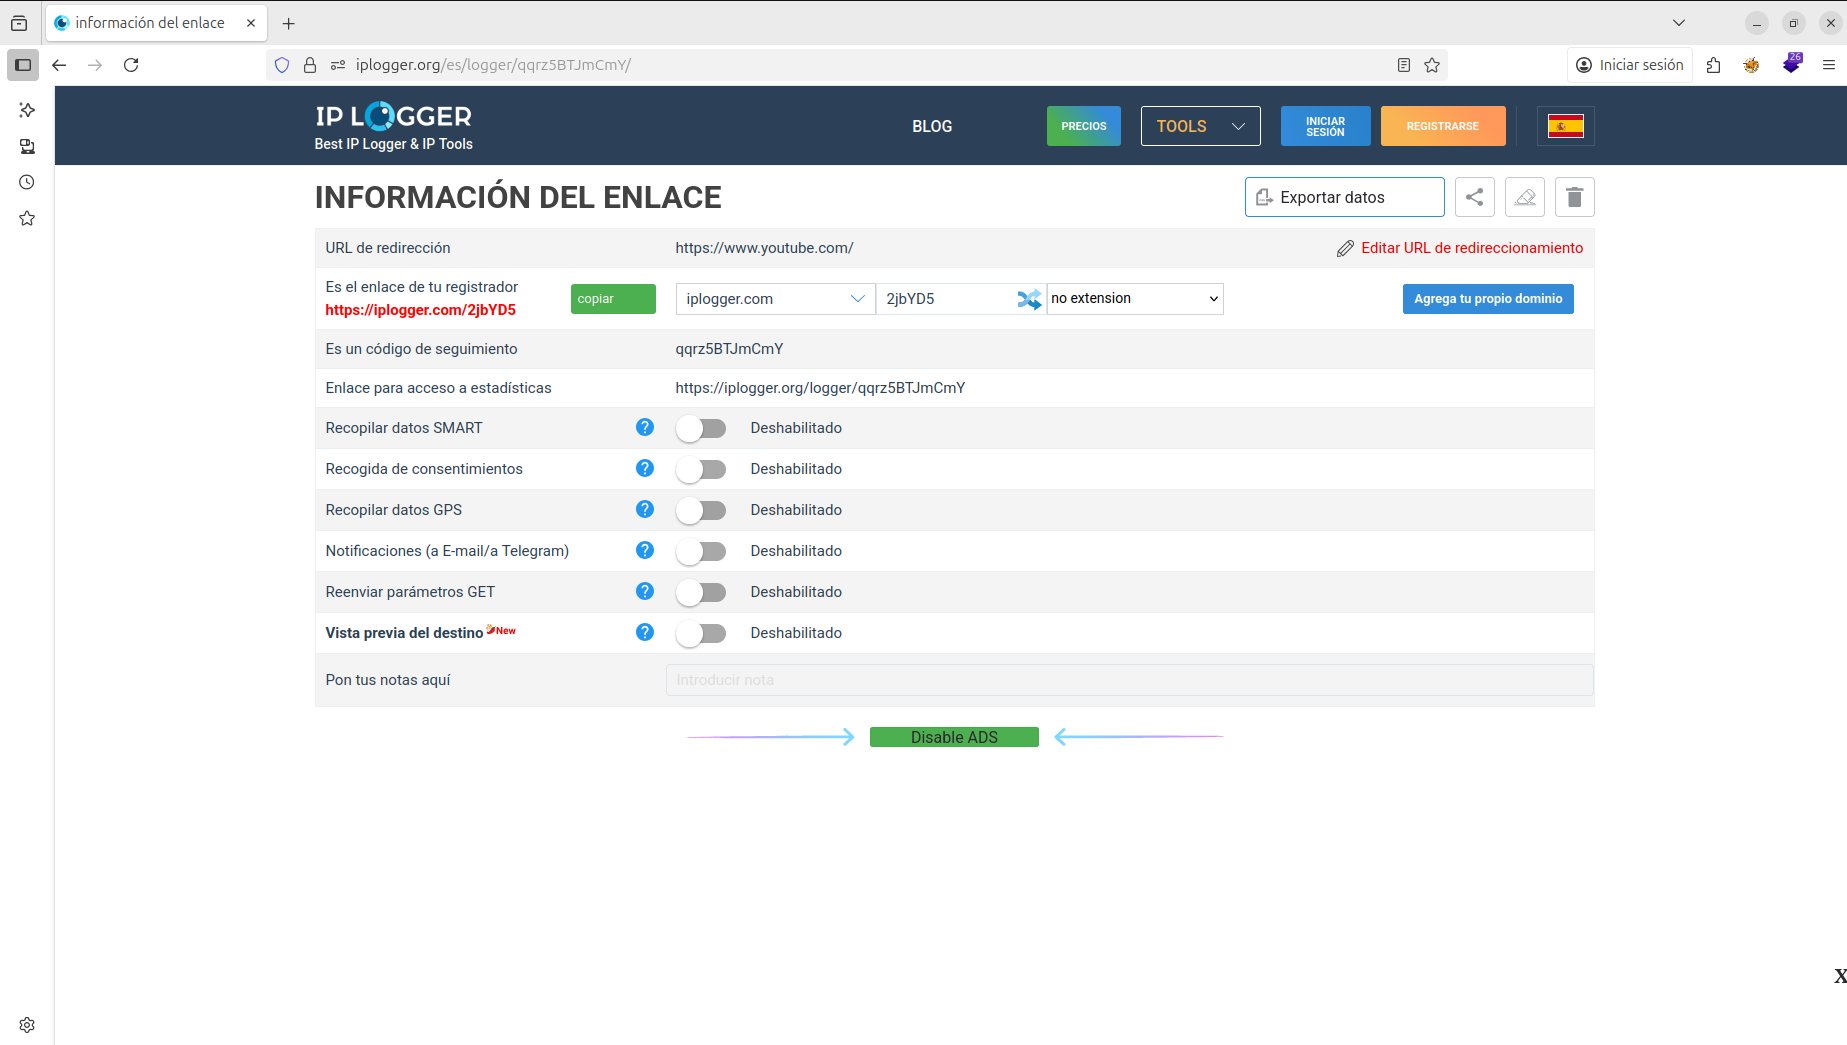 información del enlace
iplogger.org/es/logger/qqrz5BTJmCmY/
Iniciar sesión
26
IP LOGGER
Best IP Logger & IP Tools
BLOG
PRECIOS
TOOLS
INICIAR SESIÓN
REGISTRARSE
INFORMACIÓN DEL ENLACE
Exportar datos
URL de redirección
https://www.youtube.com/
Editar URL de redireccionamiento
Es el enlace de tu registrador
https://iplogger.com/2jbYD5
copiar
iplogger.com
2jbYD5
no extension
Agrega tu propio dominio
Es un código de seguimiento
qqrz5BTJmCmY
Enlace para acceso a estadísticas
https://iplogger.org/logger/qqrz5BTJmCmY
Recopilar datos SMART
?
Deshabilitado
Recogida de consentimientos
?
Deshabilitado
Recopilar datos GPS
?
Deshabilitado
Notificaciones (a E-mail/a Telegram)
?
Deshabilitado
Reenviar parámetros GET
?
Deshabilitado
Vista previa del destino New
?
Deshabilitado
Pon tus notas aquí
Introducir nota
Disable ADS
X